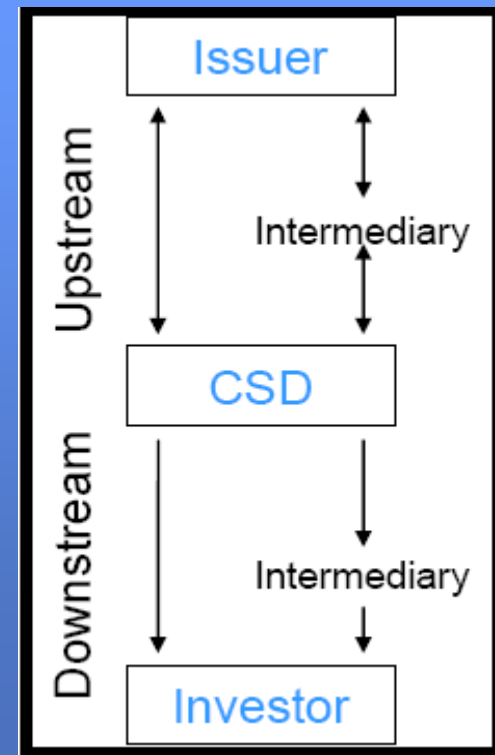 Issuer
Upstream
Intermediary
CSD
Downstream
Intermediary
Investor